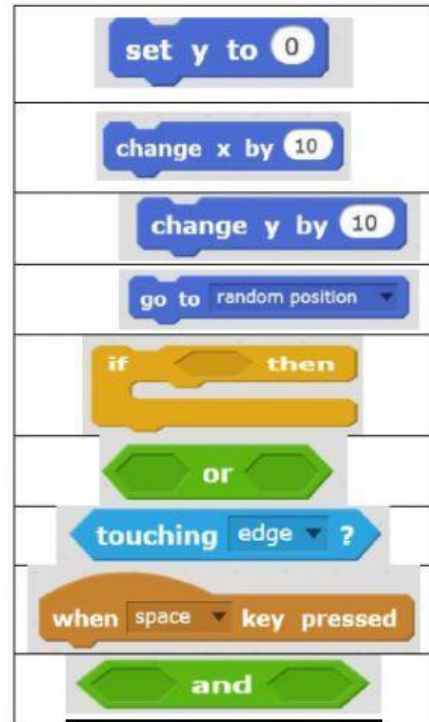 set y to 0
change x by 10
change y by 10
go to random position
if then
or
touching edge ?
when space key pressed
and